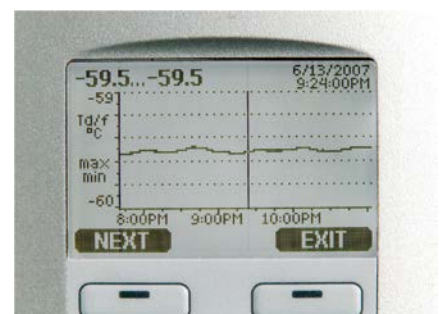 -59.5...-59.5
6/13/2007
9:24:00PM
-59
Td/f
°C
max
min
-60
8:00PM 9:00PM 10:00PM
NEXT EXIT